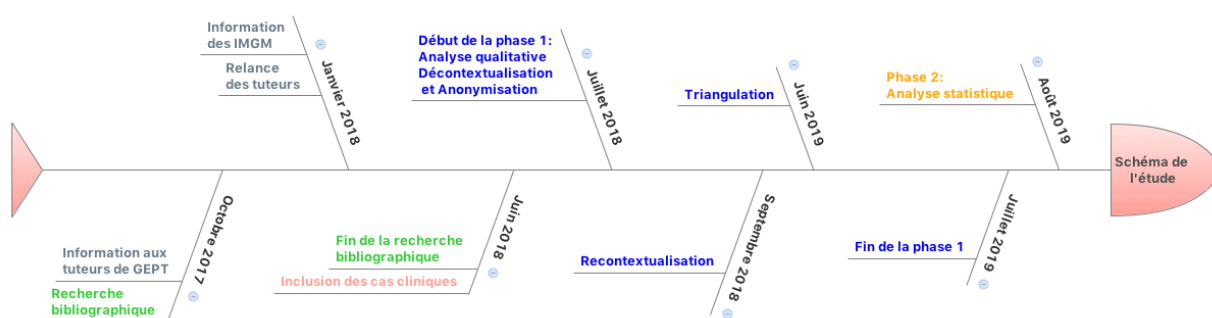 Information
des IMGM
Relance
des tuteurs
Janvier 2018
Début de la phase 1:
Analyse qualitative
Décontextualisation
et Anonymisation
Juillet 2018
Triangulation
Juin 2019
Phase 2:
Analyse statistique
Août 2019
Schéma de
l'étude
Information aux
tuteurs de GEPT
Recherche
bibliographique
Octobre 2017
Fin de la recherche
bibliographique
Inclusion des cas cliniques
Juin 2018
Recontextualisation
Septembre 2018
Fin de la phase 1
Juillet 2019